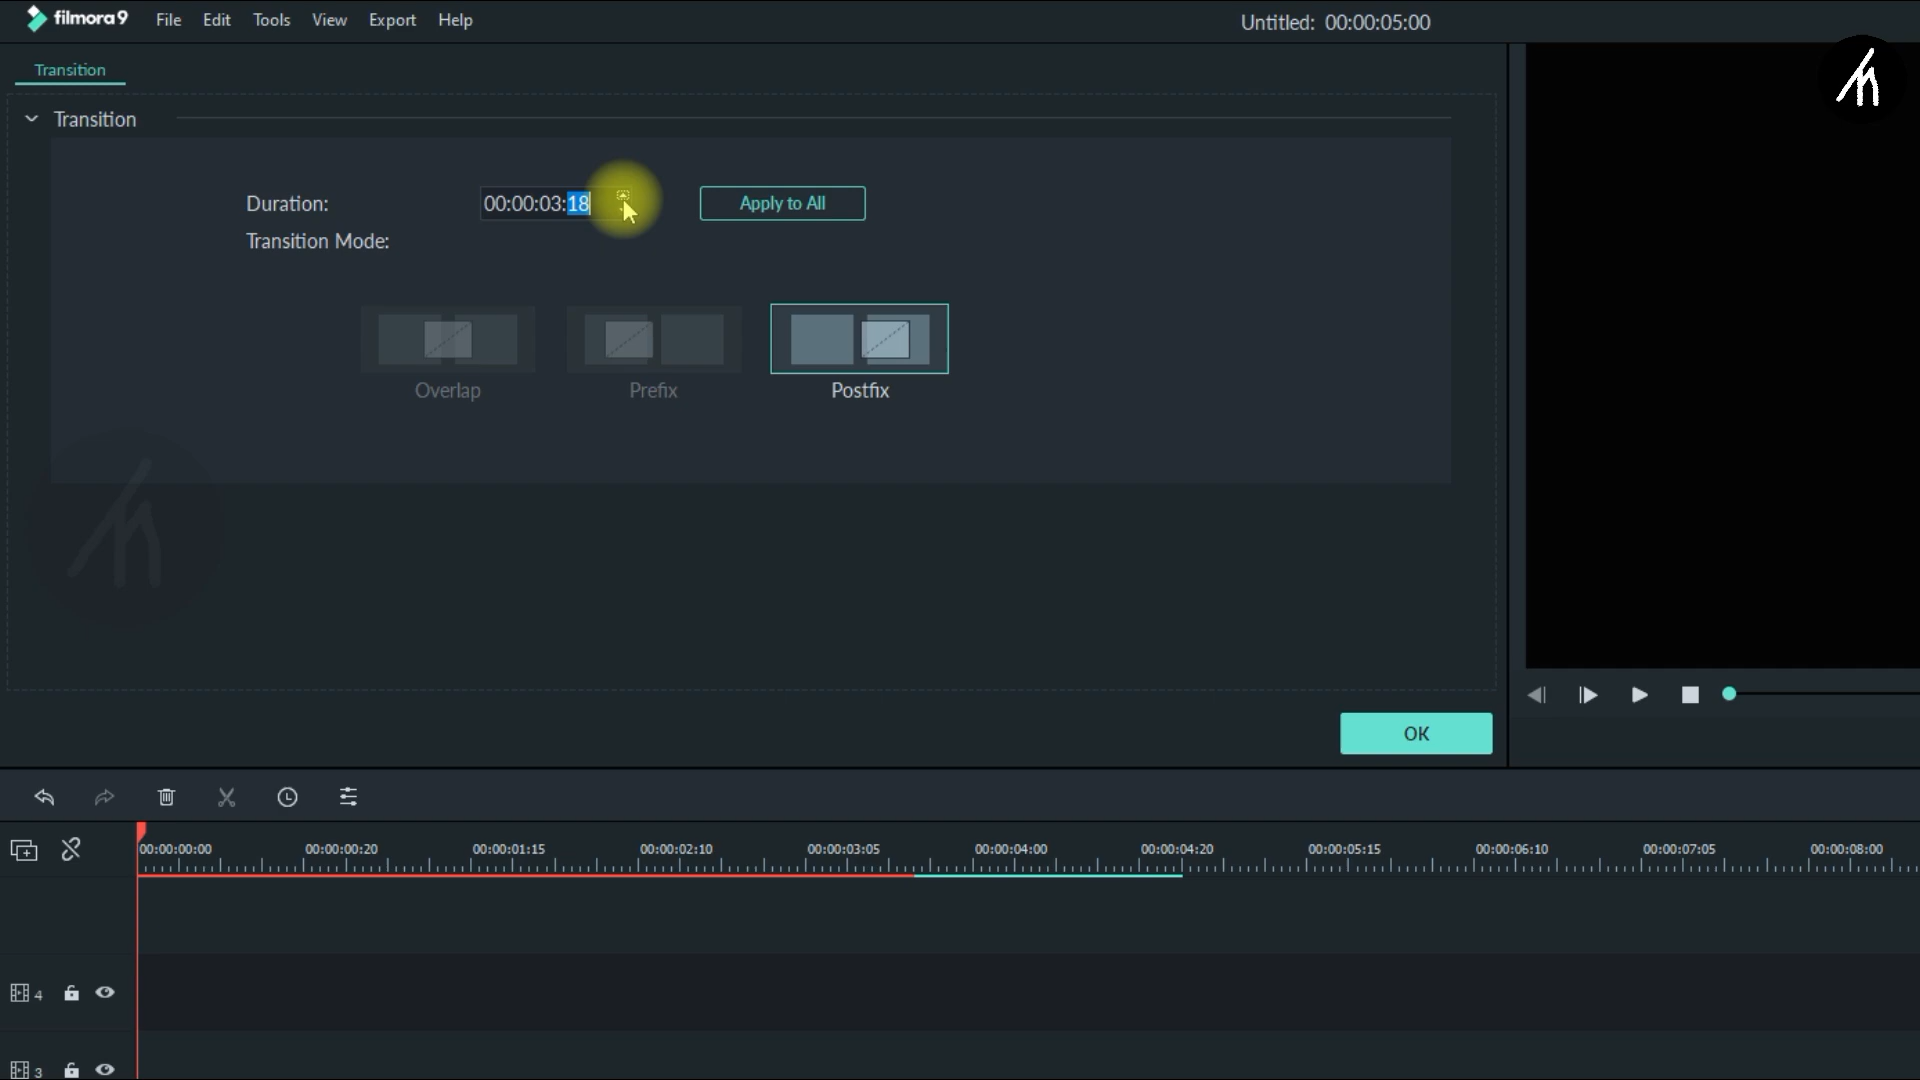 filmora9 File Edit Tools View Export Help Untitled: 00:00:05:00
Transition
Transition
Duration: 00:00:03:18 Apply to All
Transition Mode:
Overlap Prefix Postfix
OK
00:00:00:00 00:00:00:20 00:00:01:15 00:00:02:10 00:00:03:05 00:00:04:00 00:00:04:20 00:00:05:15 00:00:06:10 00:00:07:05 00:00:08:00
4
3